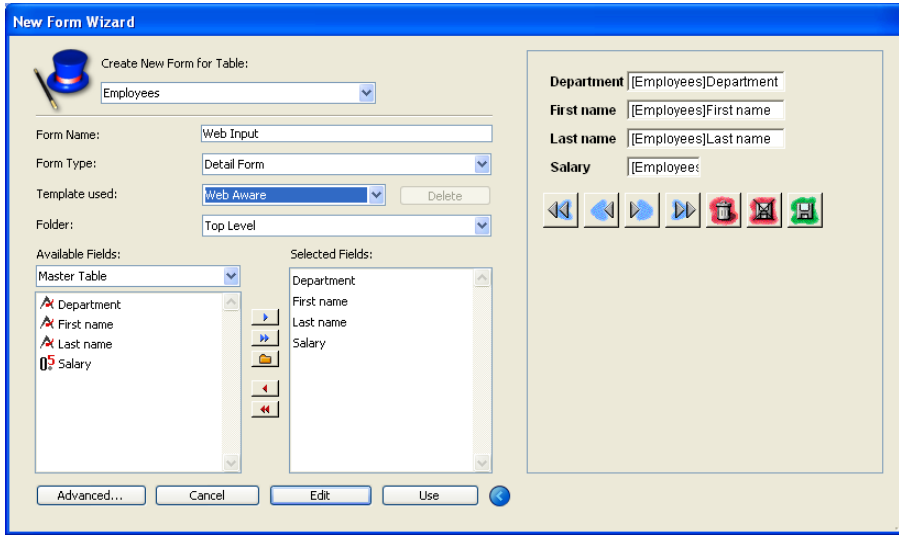 New Form Wizard
Create New Form for Table:
Employees
Form Name: Web Input
Form Type: Detail Form
Template used: Web Aware Delete
Folder: Top Level
Available Fields: Selected Fields:
Master Table
Department
First name
Last name
Salary
Department
First name
Last name
Salary
Advanced... Cancel Edit Use
Department [Employees]Department
First name [Employees]First name
Last name [Employees]Last name
Salary [Employees